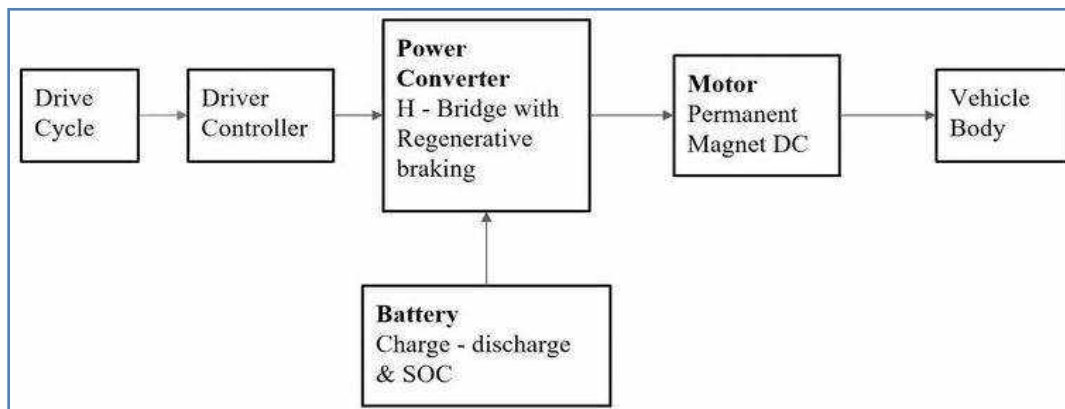 Drive
Cycle
Driver
Controller
Power
Converter
H - Bridge with
Regenerative
braking
Motor
Permanent
Magnet DC
Vehicle
Body
Battery
Charge - discharge
& SOC